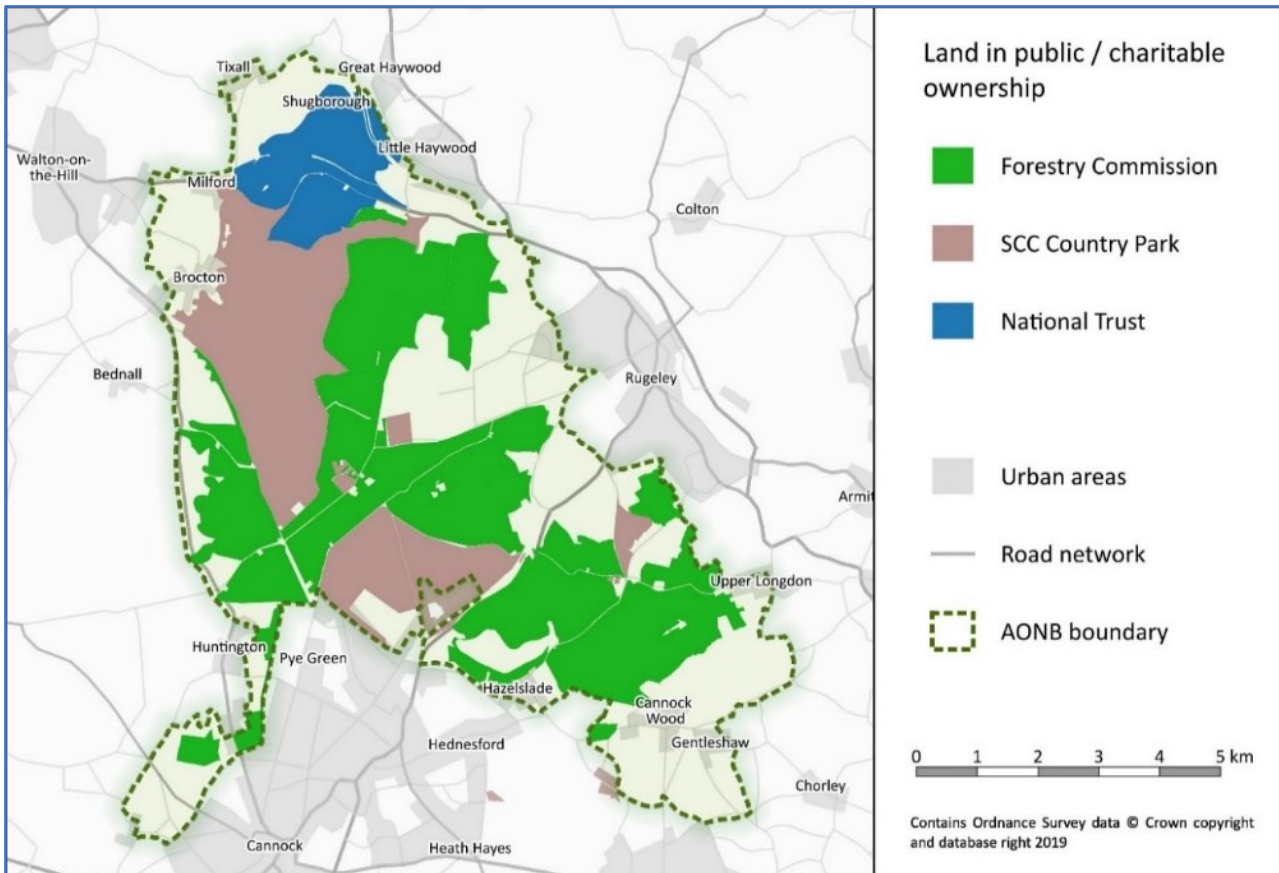 Tixall
Great Haywood
Shugborough
Little Haywood
Walton-on-
the-Hill
Milford
Colton
Brocton
Bednall
Rugeley
Armit
Upper Longdon
Huntington
Pye Green
Hazelslade
Cannock
Wood
Hednesford
Gentleshaw
Chorley
Cannock
Heath Hayes
Land in public / charitable
ownership
Forestry Commission
SCC Country Park
National Trust
Urban areas
Road network
AONB boundary
0 1 2 3 4 5 km
Contains Ordnance Survey data © Crown copyright
and database right 2019